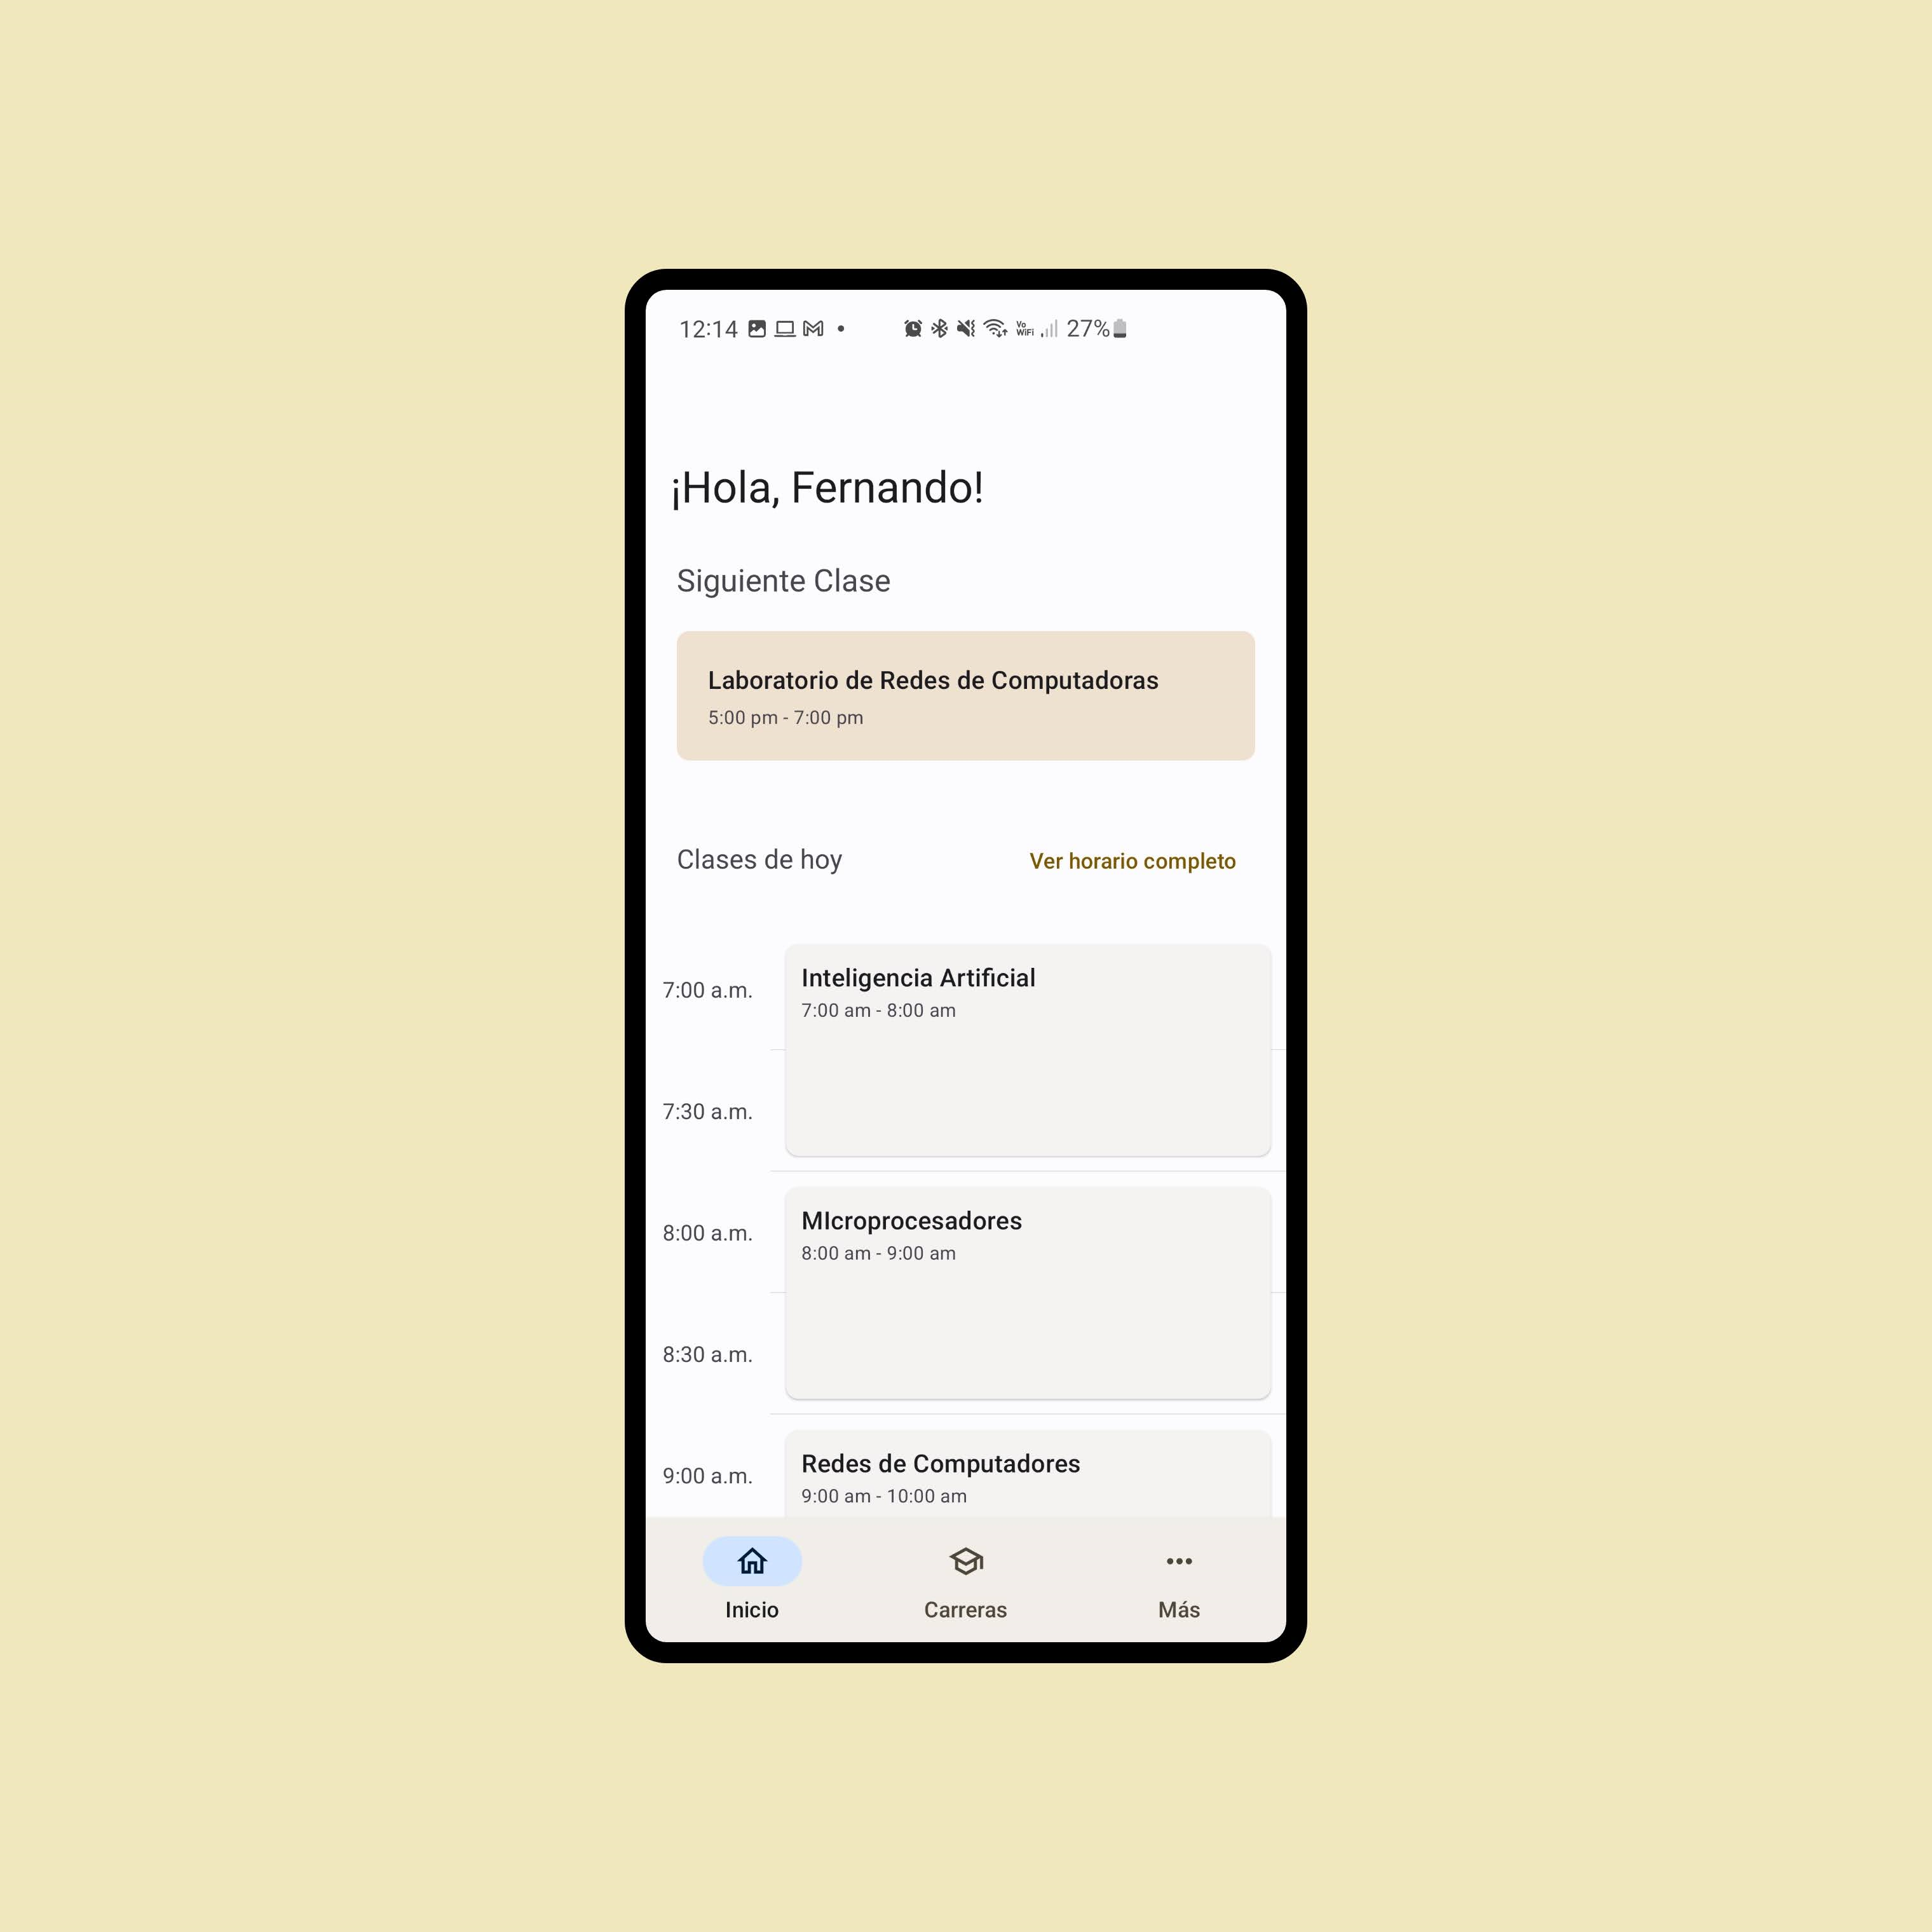 12:14 Vo WiFi 27%
¡Hola, Fernando!
Siguiente Clase
Laboratorio de Redes de Computadoras
5:00 pm - 7:00 pm
Clases de hoy Ver horario completo
7:00 a.m. Inteligencia Artificial
7:00 am - 8:00 am
7:30 a.m.
8:00 a.m. MIcroprocesadores
8:00 am - 9:00 am
8:30 a.m.
9:00 a.m. Redes de Computadores
9:00 am - 10:00 am
Inicio Carreras Más